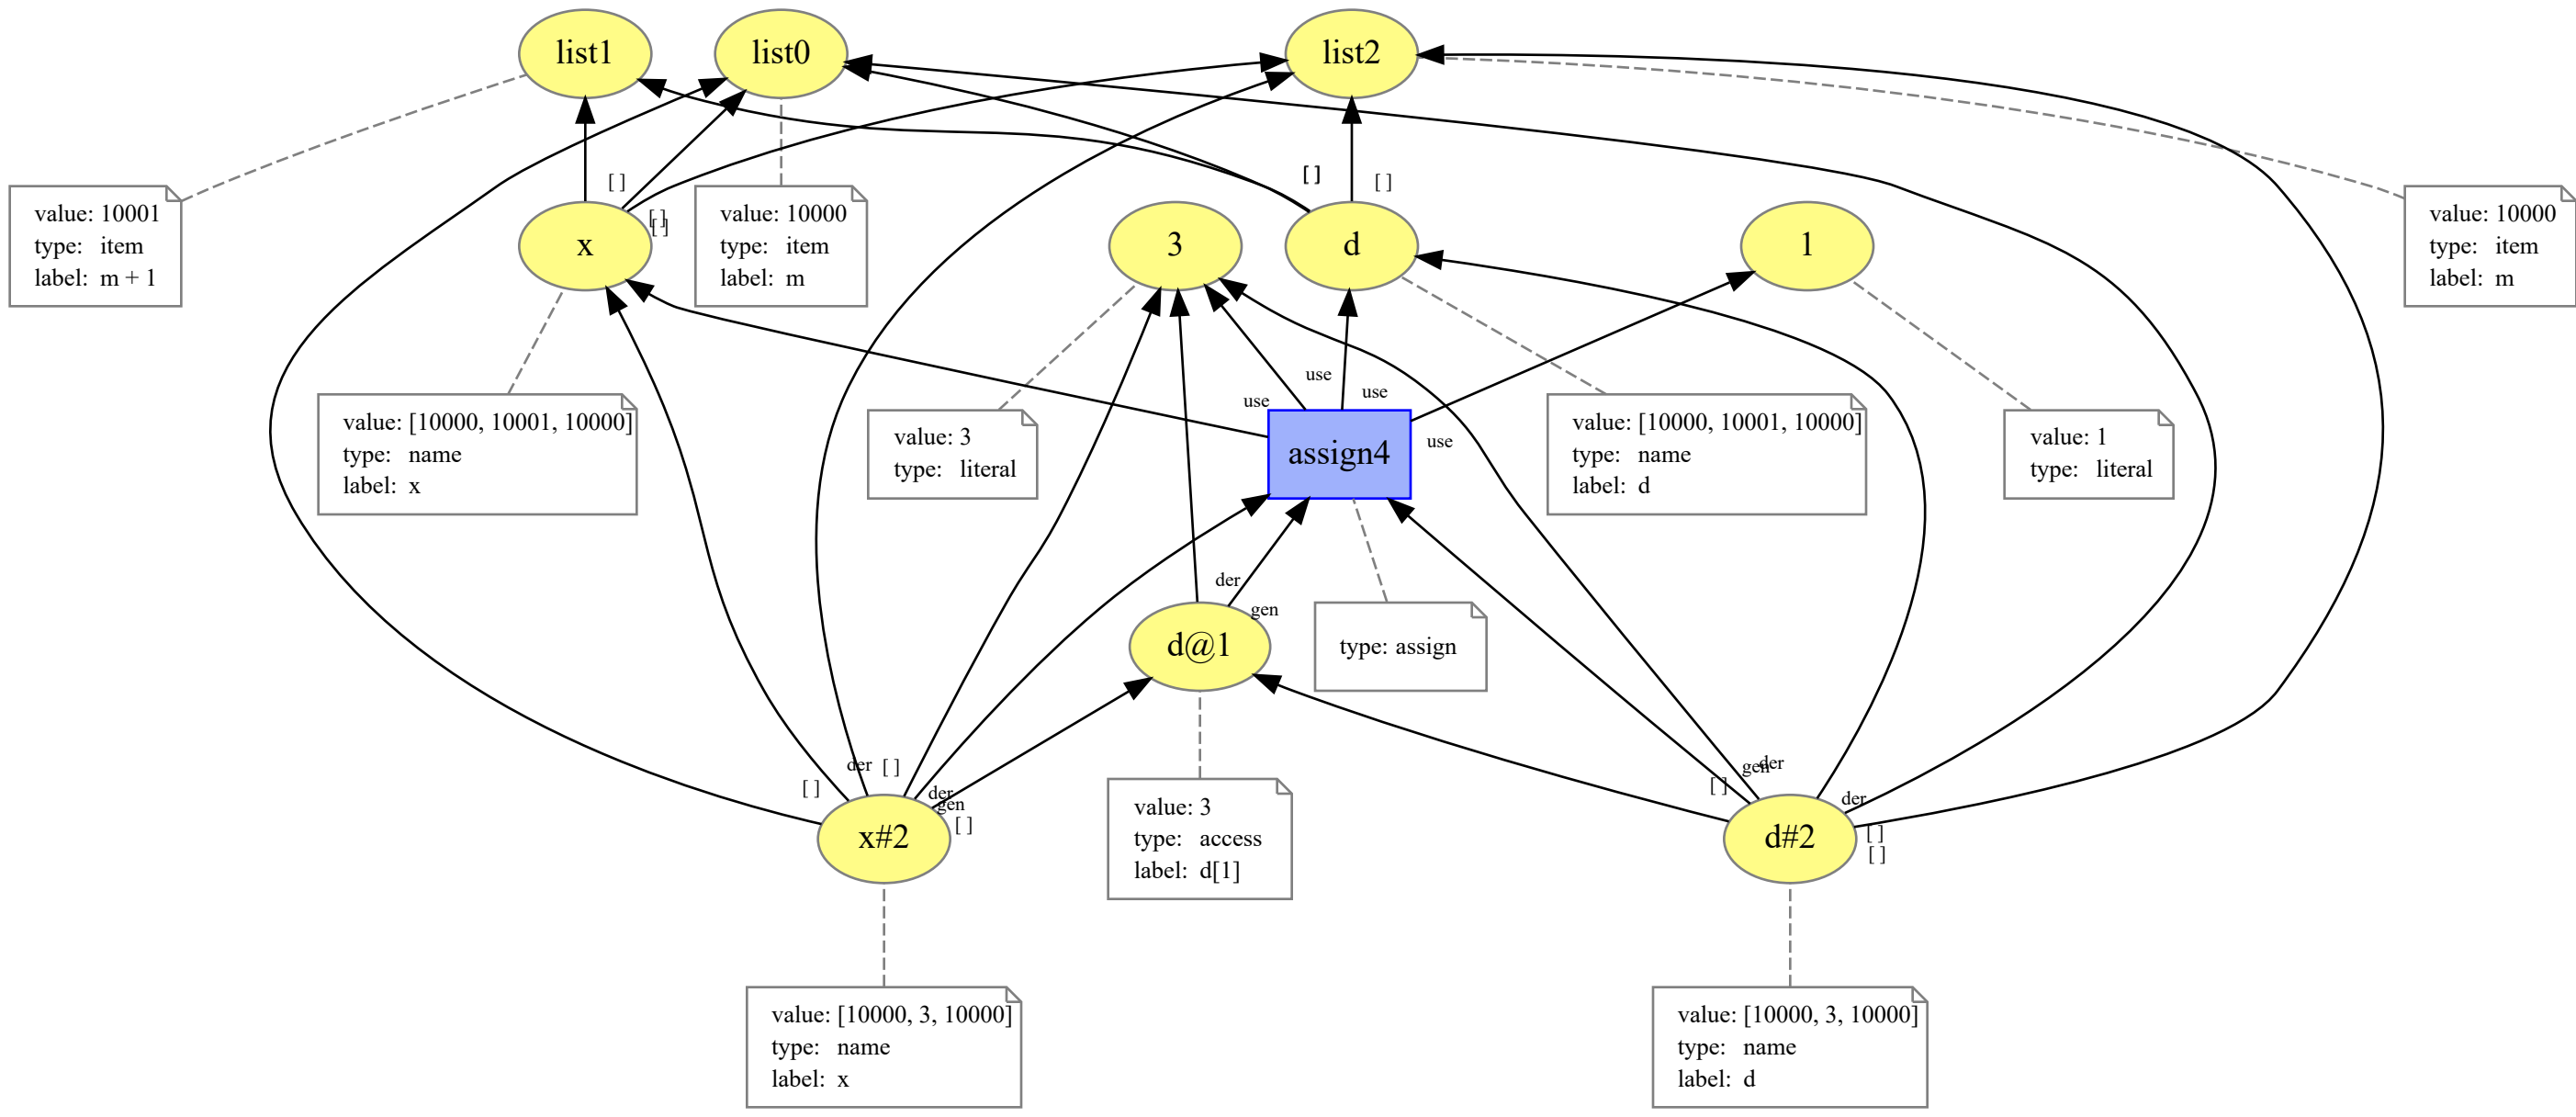 list1
list0
list2
[ ]
[ ]
[ ]
[ ]
[ ]
value: 10001
type: item
label: m + 1
x
value: 10000
type: item
label: m
3
d
1
value: 10000
type: item
label: m
use
use
use
use
value: [10000, 10001, 10000]
type: name
label: x
value: 3
type: literal
assign4
value: [10000, 10001, 10000]
type: name
label: d
value: 1
type: literal
der
gen
d@1
type: assign
der
[ ]
[ ]
der
gen
[ ]
gen
der
[ ]
der
[ ]
[ ]
x#2
value: 3
type: access
label: d[1]
d#2
value: [10000, 3, 10000]
type: name
label: x
value: [10000, 3, 10000]
type: name
label: d